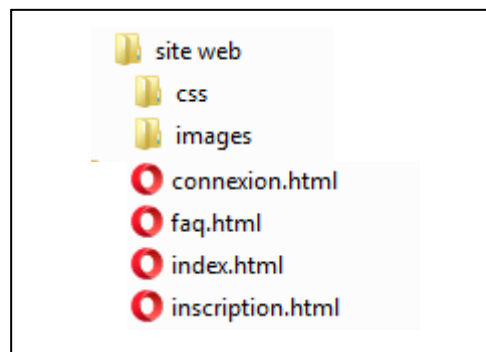 site web
css
images
connexion.html
faq.html
index.html
inscription.html